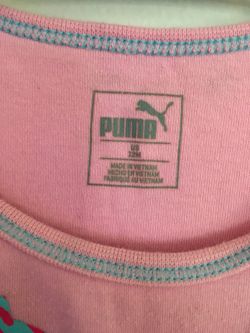 PUMA
US
12M
MADE IN VIETNAM
HECHO EN VIETNAM
FABRIQUÉ AU VIETNAM